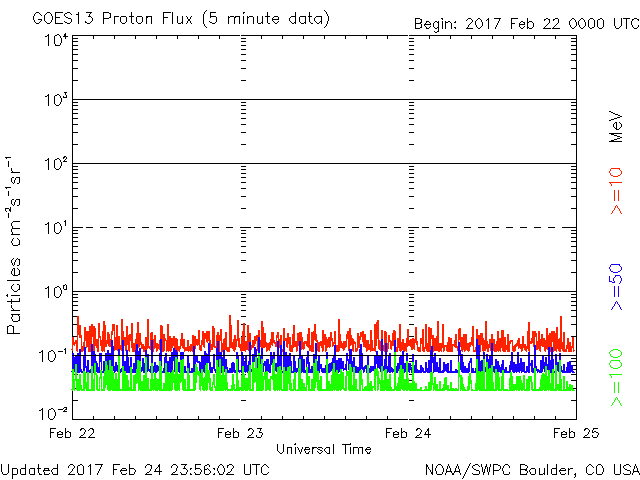 GOES13 Proton Flux (5 minute data)
Begin: 2017 Feb 22 0000 UTC
Particles cm⁻²s⁻¹sr⁻¹
10⁴
10³
10²
10¹
10⁰
10⁻¹
10⁻²
MeV
>=10
>=50
>=100
Feb 22 Feb 23 Feb 24 Feb 25
Universal Time
Updated 2017 Feb 24 23:56:02 UTC
NOAA/SWPC Boulder, CO USA